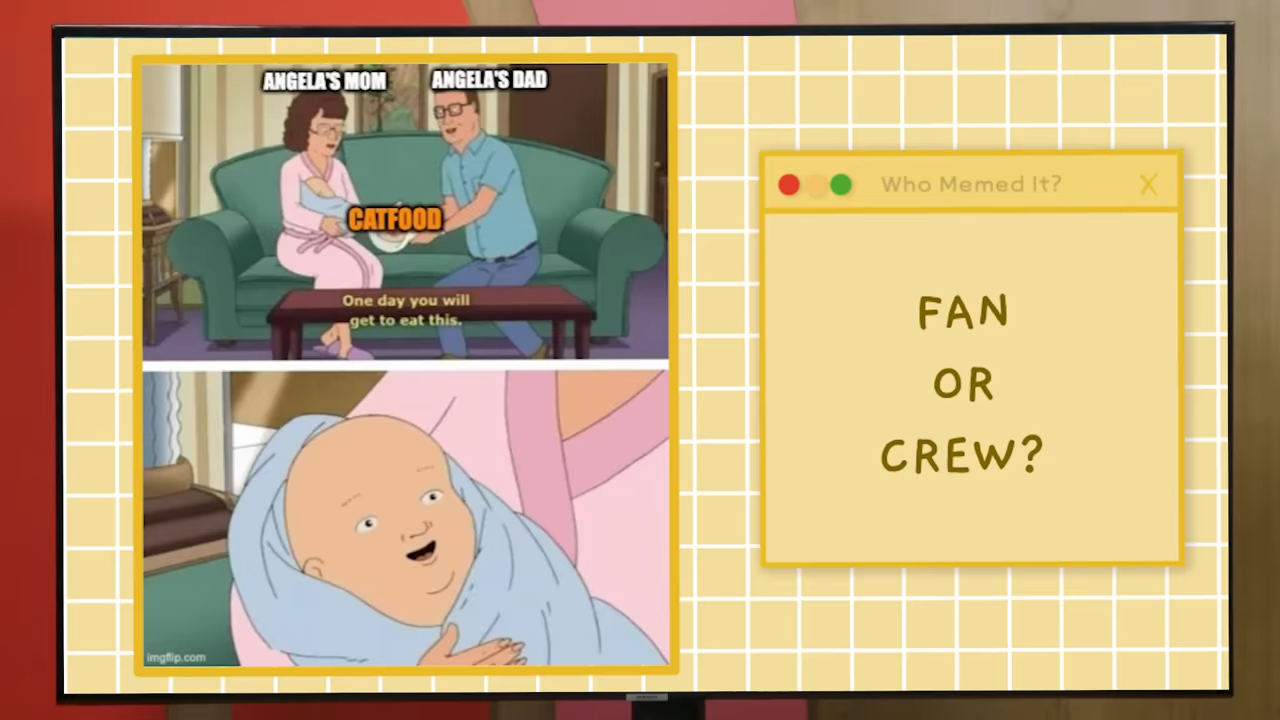 ANGELA'S MOM
ANGELA'S DAD
CATFOOD
One day you will
get to eat this.
imgflip.com
Who Memed It?
X
FAN
OR
CREW?